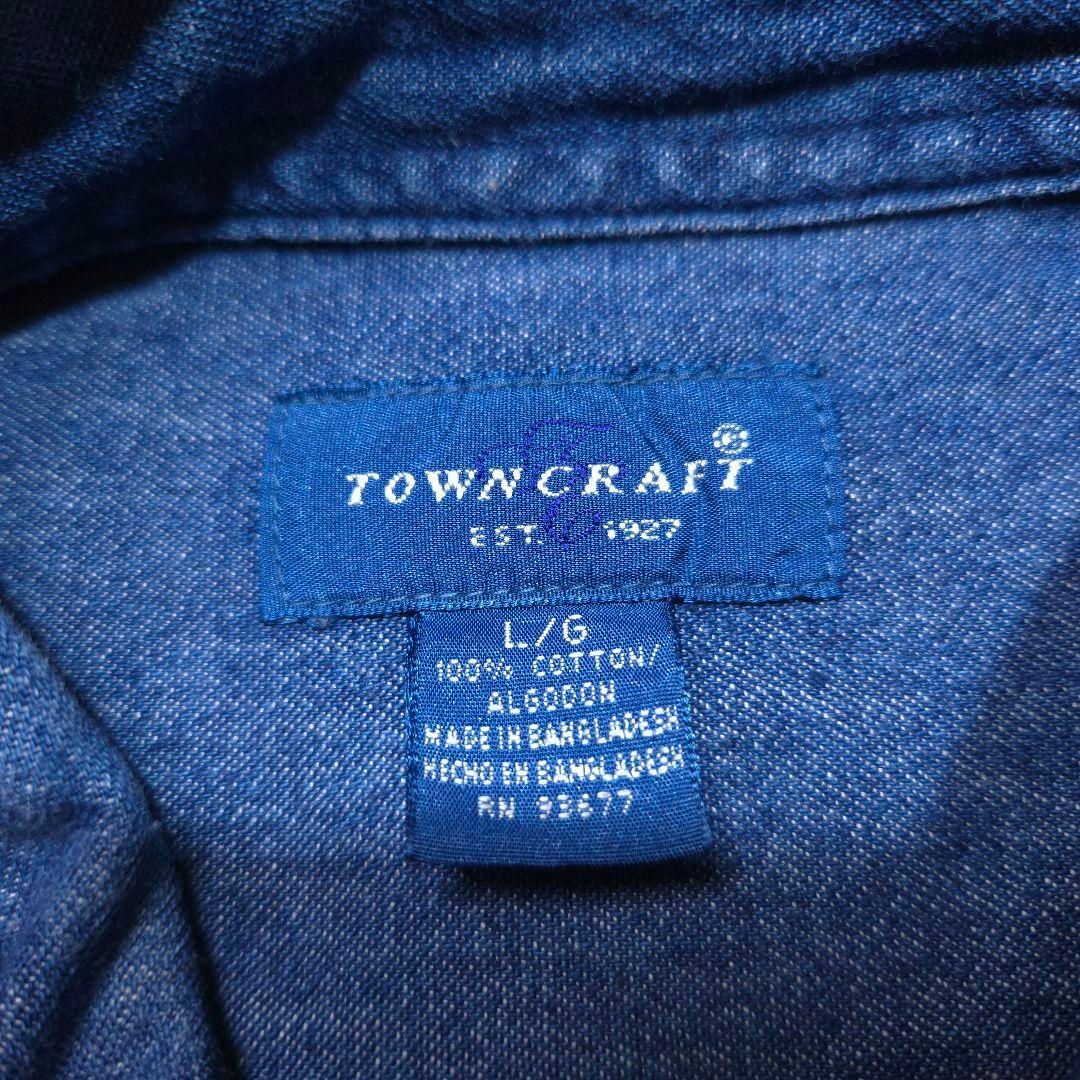 TOWNCRAFT®
EST. 1927
L/G
100% COTTON/
ALGODON
MADE IN BANGLADESH
HECHO EN BANGLADESH
RN 93677